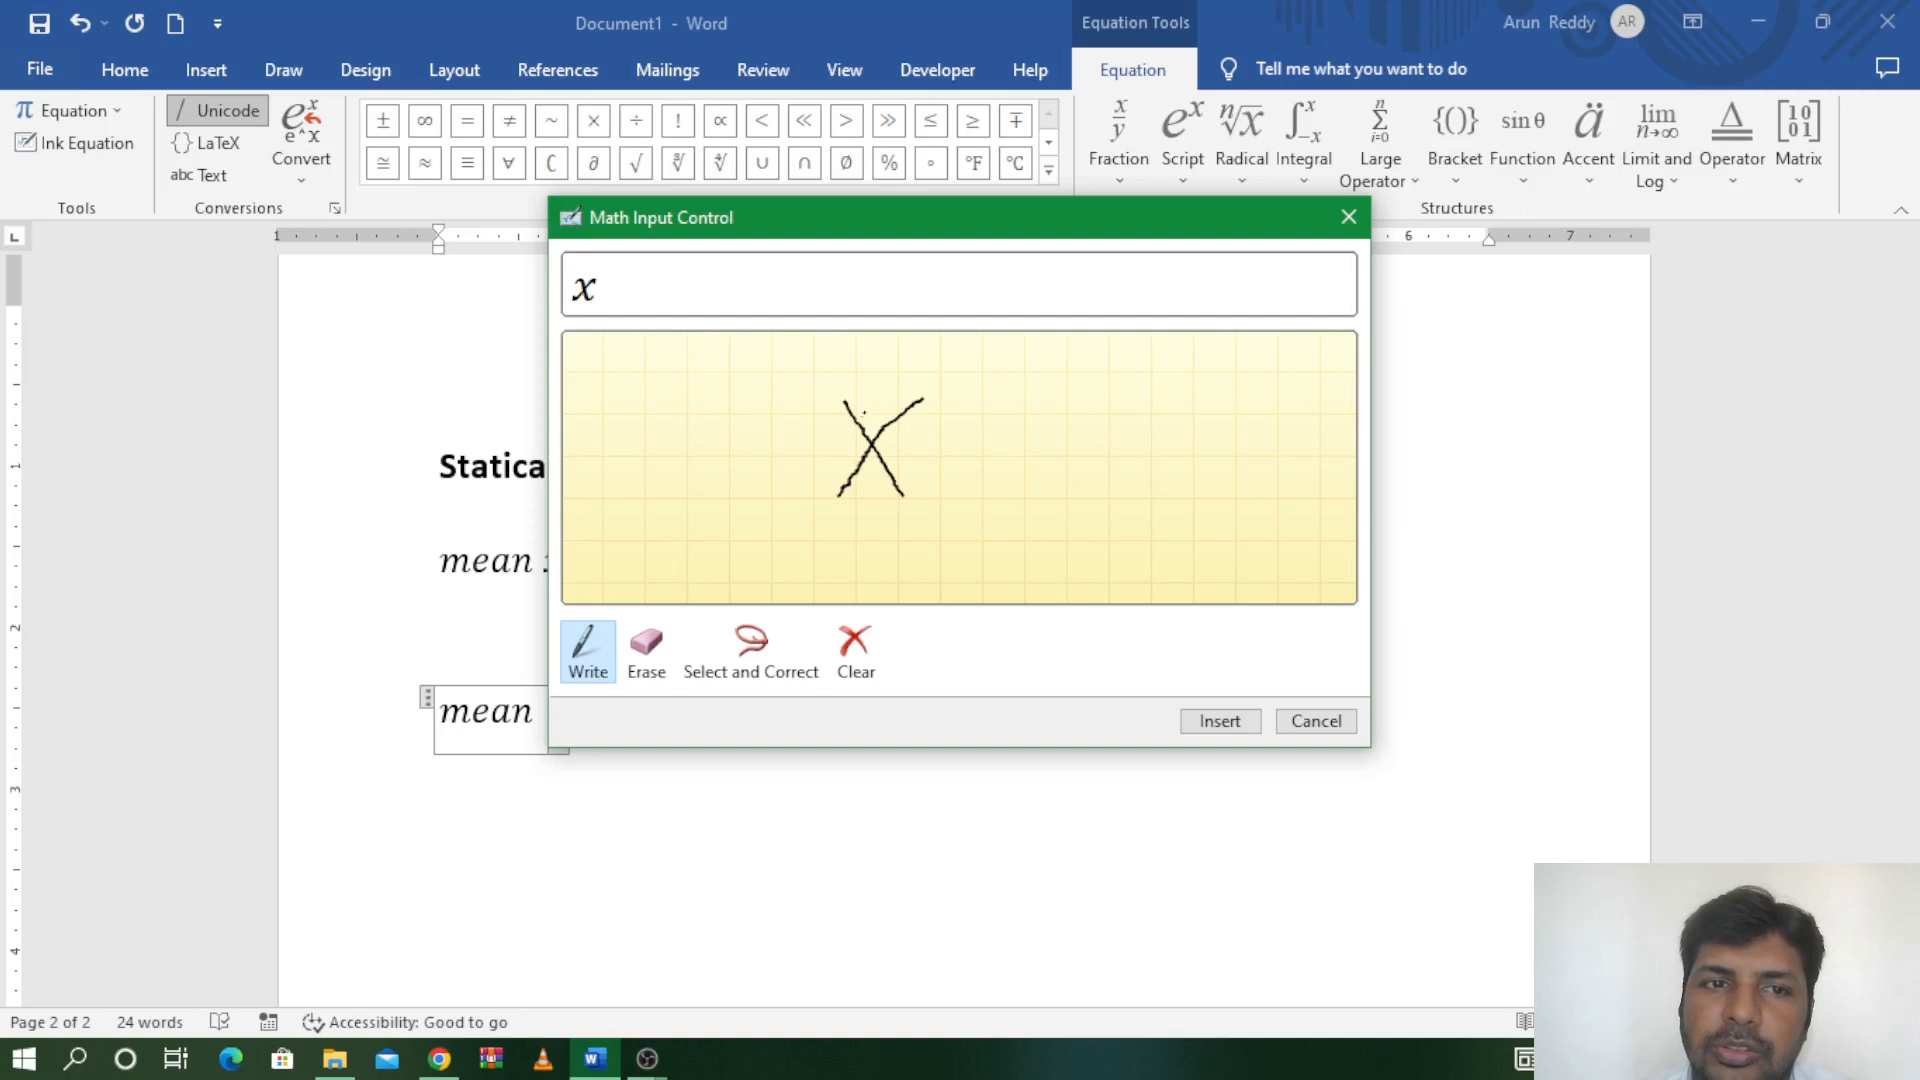 Document1 - Word
Equation Tools
Arun Reddy
AR
File Home Insert Draw Design Layout References Mailings Review View Developer Help Equation Tell me what you want to do
π Equation
Ink Equation
Tools
Unicode
{} LaTeX
abc Text
Convert
Conversions
± ∞ = ≠ ~ × ÷ ! ∝ < ≪ > ≫ ≤ ≥ ∓
≅ ≈ ≡ ∀ ∁ ∂ √ ∛ ∜ ∪ ∩ ∅ % ° °F °C
Fraction Script Radical Integral Large Operator Bracket Function Accent Limit and Log Operator Matrix
Structures
Math Input Control
x
X
Write Erase Select and Correct Clear
Insert Cancel
Statica
mean
mean
Page 2 of 2 24 words Accessibility: Good to go